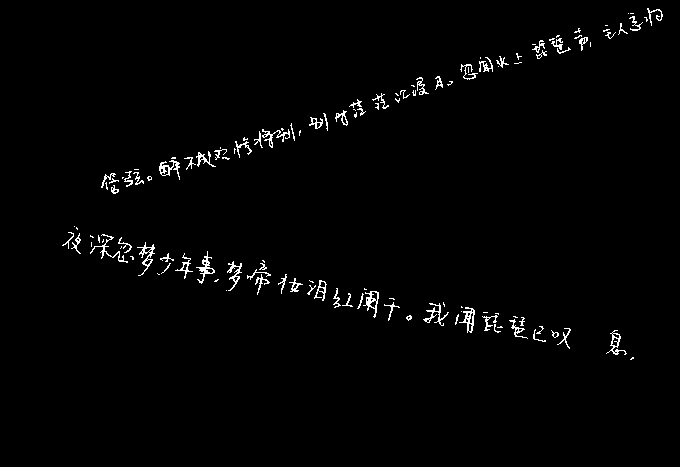 管弦。醉不成欢惨将别，别时茫茫江浸月。忽闻水上琵琶声，主人忘归
夜深忽梦少年事，梦啼妆泪红阑干。我闻琵琶已叹息，